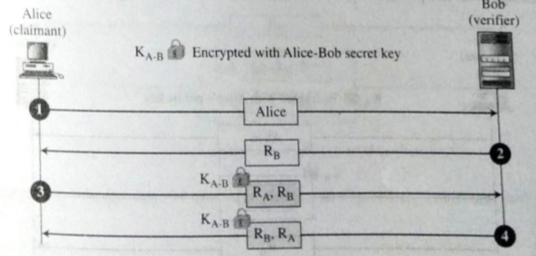 Alice
(claimant)
Bob
(verifier)
K_A-B Encrypted with Alice-Bob secret key
1
Alice
R_B
2
K_A-B
3
R_A, R_B
K_A-B
R_B, R_A
4